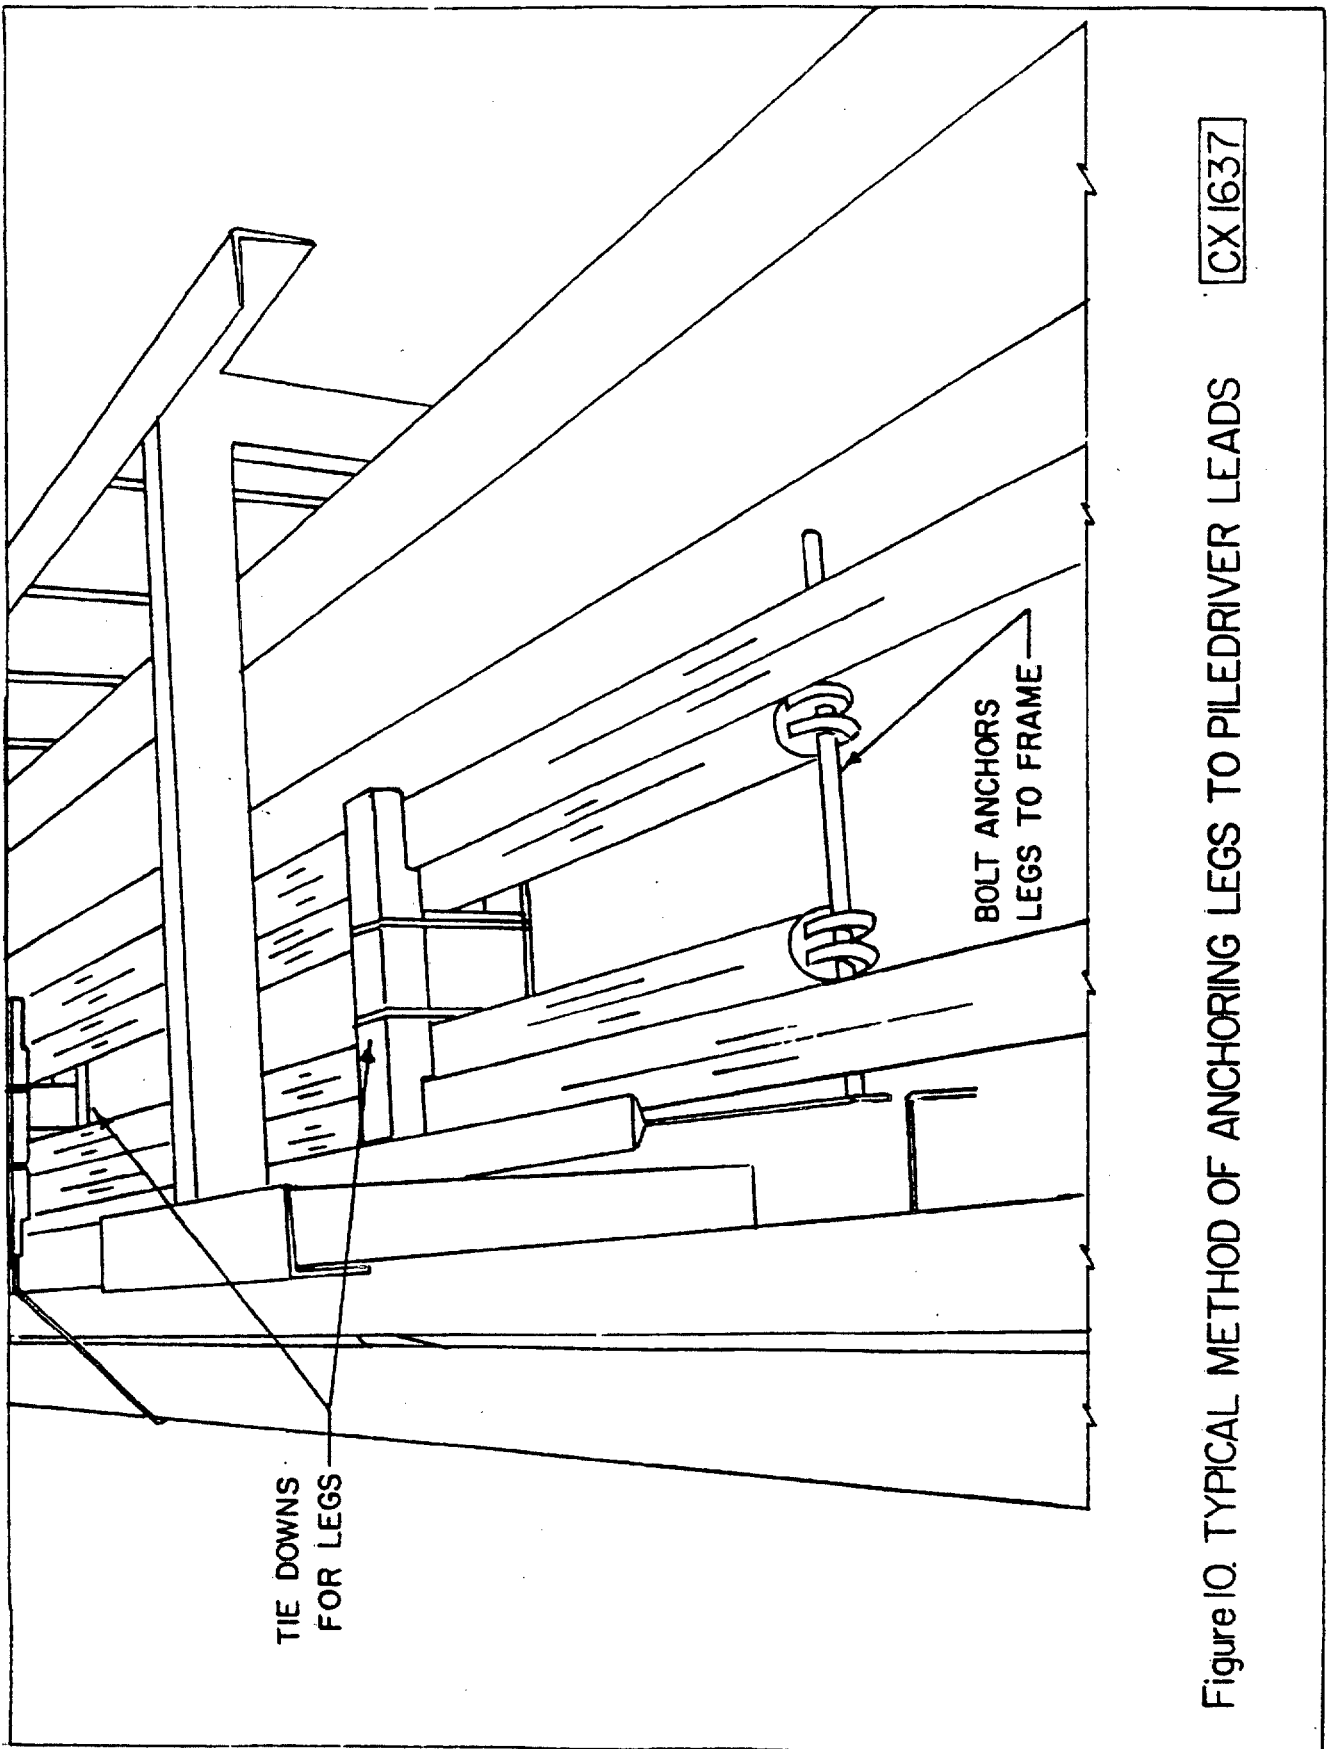 TIE DOWNS
FOR LEGS
BOLT ANCHORS
LEGS TO FRAME
Figure 10. TYPICAL METHOD OF ANCHORING LEGS TO PILEDRIVER LEADS
CX 1637